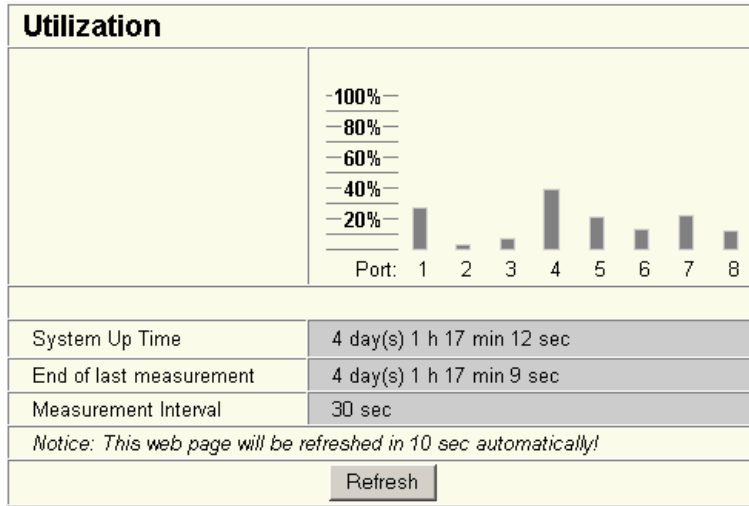 Utilization
100%
80%
60%
40%
20%
Port: 1 2 3 4 5 6 7 8
System Up Time 4 day(s) 1 h 17 min 12 sec
End of last measurement 4 day(s) 1 h 17 min 9 sec
Measurement Interval 30 sec
Notice: This web page will be refreshed in 10 sec automatically!
Refresh